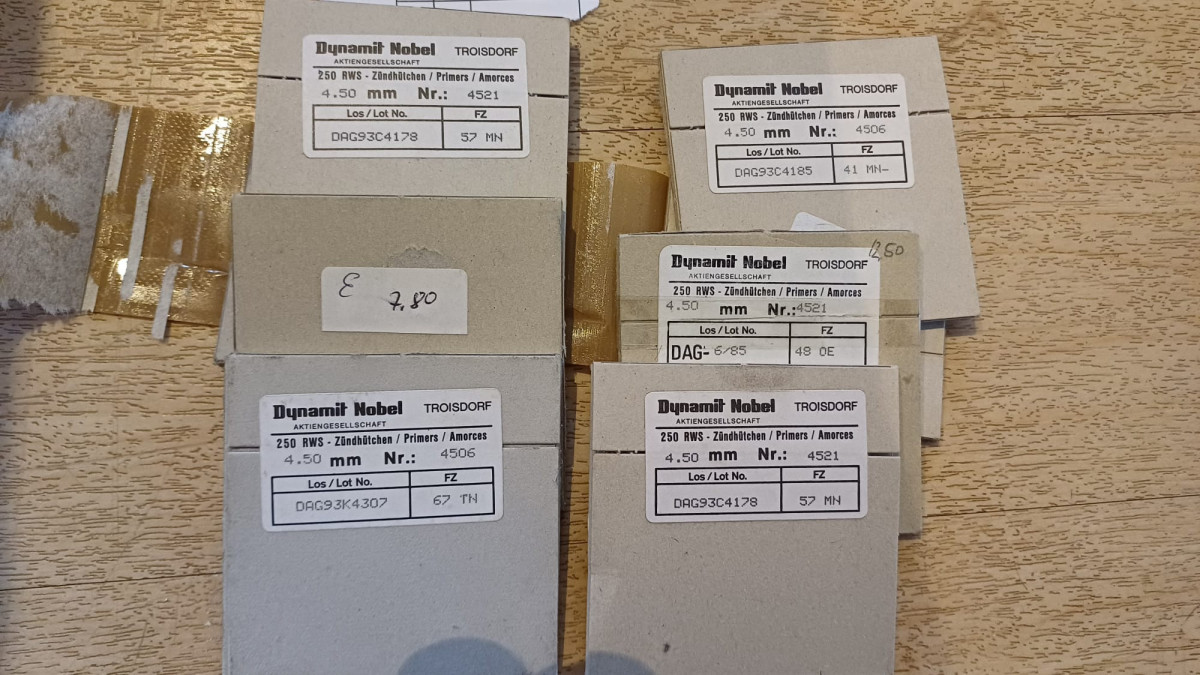 Dynamit Nobel TROISDORF
AKTIENGESELLSCHAFT
250 RWS - Zündhütchen / Primers / Amorces
4.50 mm Nr.: 4521
Los / Lot No. FZ
DAG93C4178 57 MN
Dynamit Nobel TROISDORF
AKTIENGESELLSCHAFT
250 RWS - Zündhütchen / Primers / Amorces
4.50 mm Nr.: 4506
Los / Lot No. FZ
DAG93C4185 41 MN-
7,80
12,50
Dynamit Nobel TROISDORF
AKTIENGESELLSCHAFT
250 RWS - Zündhütchen / Primers / Amorces
4.50 mm Nr.: 4521
Los / Lot No. FZ
DAG- 6/85 48 OE
Dynamit Nobel TROISDORF
AKTIENGESELLSCHAFT
250 RWS - Zündhütchen / Primers / Amorces
4.50 mm Nr.: 4506
Los / Lot No. FZ
DAG93K4307 67 TN
Dynamit Nobel TROISDORF
AKTIENGESELLSCHAFT
250 RWS - Zündhütchen / Primers / Amorces
4.50 mm Nr.: 4521
Los / Lot No. FZ
DAG93C4178 57 MN